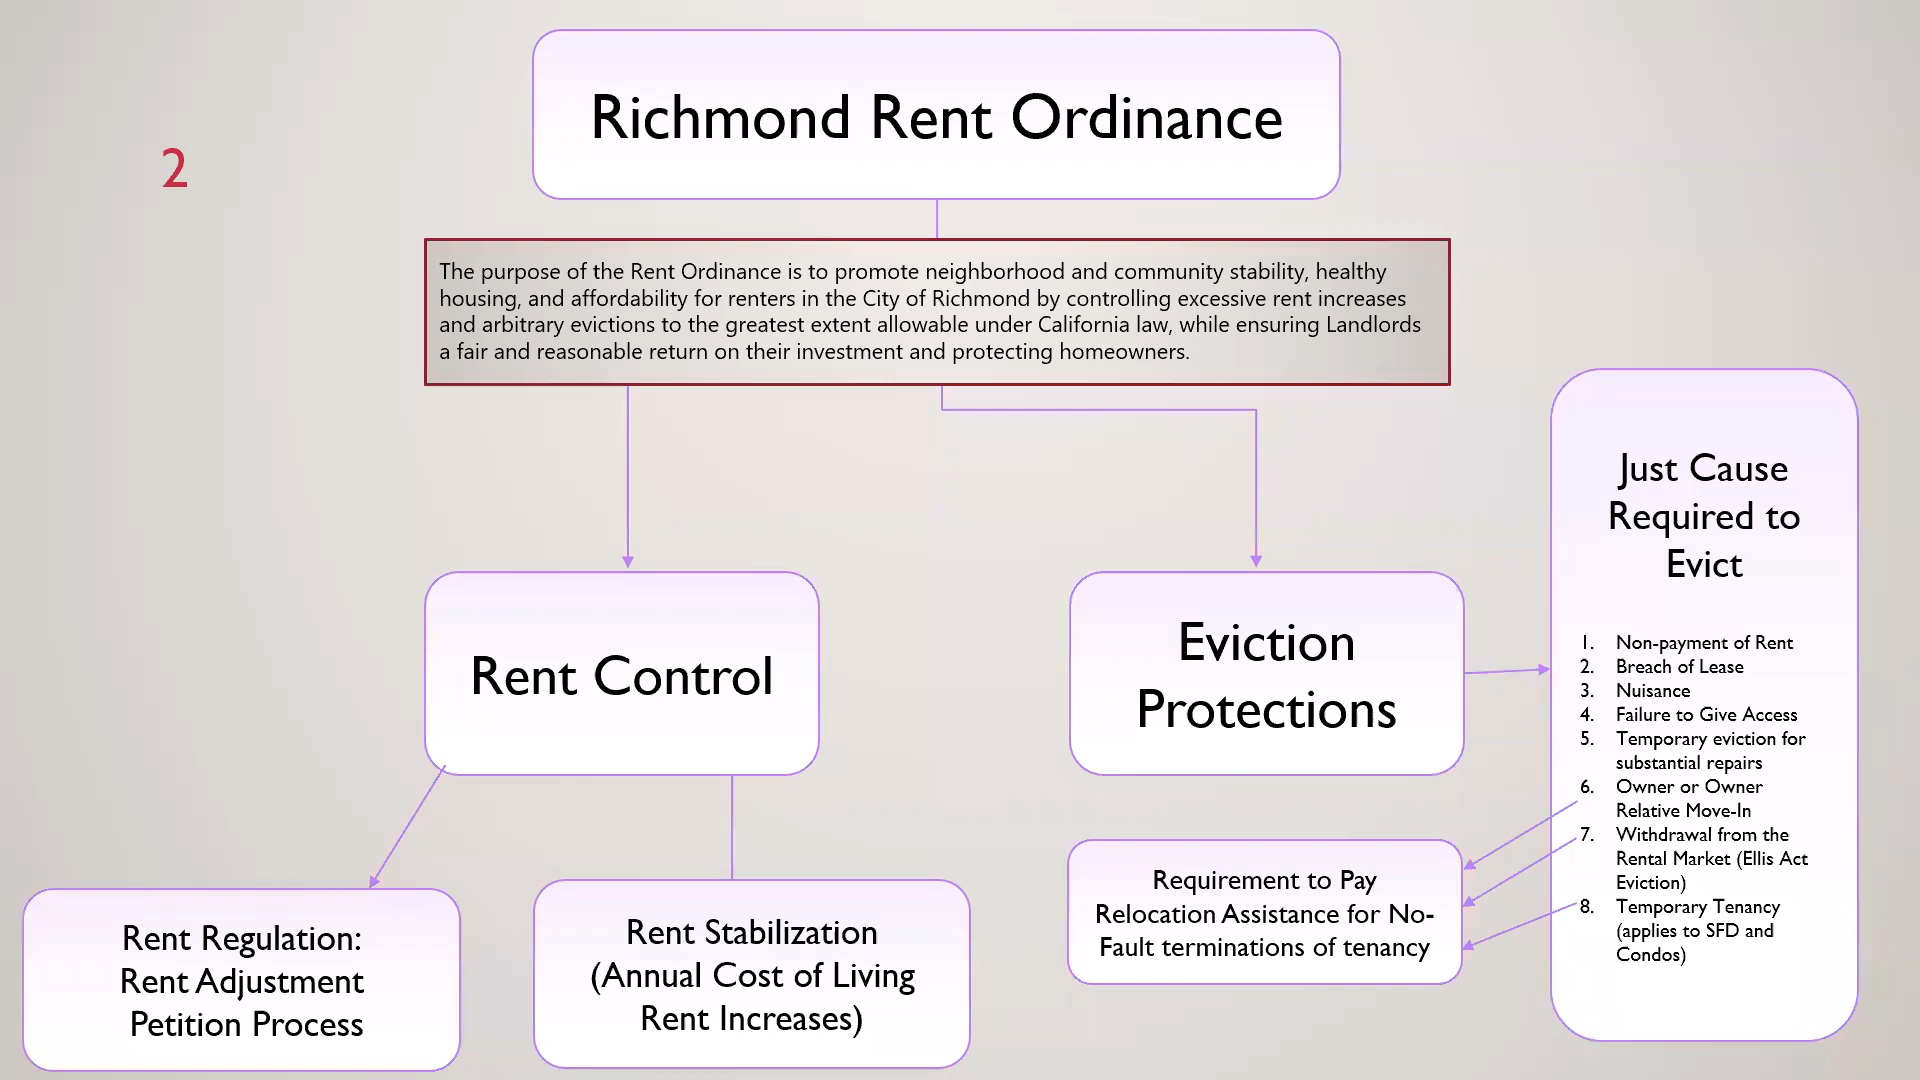 Richmond Rent Ordinance
2
The purpose of the Rent Ordinance is to promote neighborhood and community stability, healthy
housing, and affordability for renters in the City of Richmond by controlling excessive rent increases
and arbitrary evictions to the greatest extent allowable under California law, while ensuring Landlords
a fair and reasonable return on their investment and protecting homeowners.
Rent Control
Rent Regulation:
Rent Adjustment
Petition Process
Rent Stabilization
(Annual Cost of Living
Rent Increases)
Eviction
Protections
Requirement to Pay
Relocation Assistance for No-
Fault terminations of tenancy
Just Cause
Required to
Evict
1. Non-payment of Rent
2. Breach of Lease
3. Nuisance
4. Failure to Give Access
5. Temporary eviction for
substantial repairs
6. Owner or Owner
Relative Move-In
7. Withdrawal from the
Rental Market (Ellis Act
Eviction)
8. Temporary Tenancy
(applies to SFD and
Condos)